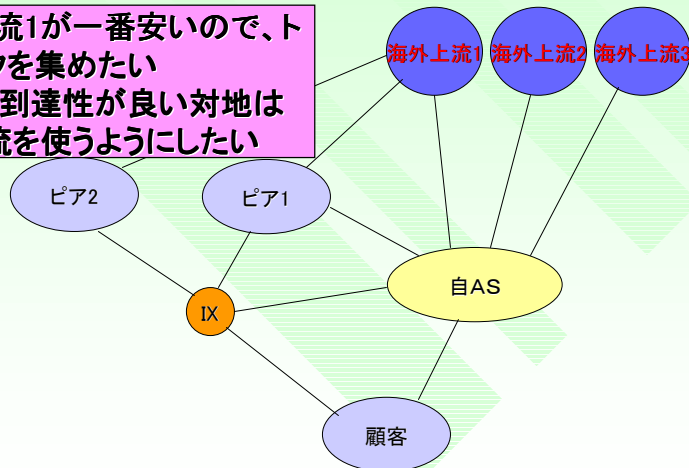 流1が一番安いので、ト
を集めたい
到達性が良い対地は
流を使うようにしたい
海外上流1
海外上流2
海外上流3
ピア2
ピア1
自AS
IX
顧客